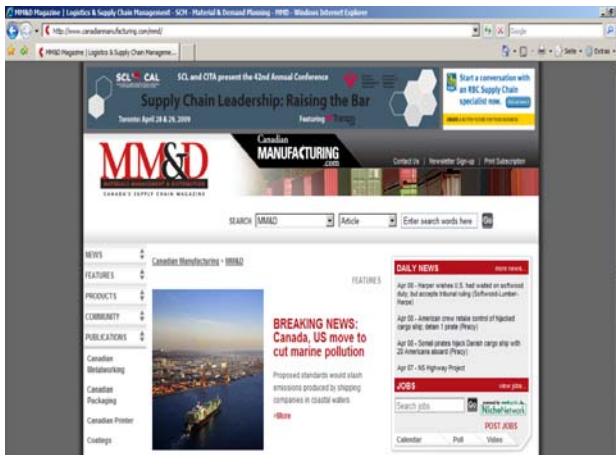 MM&D Magazine | Logistics & Supply Chain Management - SCM - Material & Demand Planning - MMD - Windows Internet Explorer
http://www.canadianmanufacturing.com/mmd/
Google
MM&D Magazine | Logistics & Supply Chain Manageme...
Seite
Extras
SCL CAL
SCL and CITA present the 42nd Annual Conference
Supply Chain Leadership: Raising the Bar
Toronto: April 28 & 29, 2009
Featuring
Start a conversation with
an RBC Supply Chain
specialist now.
MM&D
MATERIALS MANAGEMENT & DISTRIBUTION
CANADA'S SUPPLY CHAIN MAGAZINE
Canadian
MANUFACTURING
.com
Contact Us | Newsletter Sign-up | Print Subscription
SEARCH MM&D Article Enter search words here Go
NEWS
FEATURES
PRODUCTS
COMMUNITY
PUBLICATIONS
Canadian
Metalworking
Canadian
Packaging
Canadian Printer
Coatings
Canadian Manufacturing > MM&D
FEATURES
BREAKING NEWS:
Canada, US move to
cut marine pollution
Proposed standards would slash
emissions produced by shipping
companies in coastal waters
>More
DAILY NEWS more news...
Apr 08 - Harper wishes U.S. had waited on softwood
duty, but accepts tribunal ruling (Softwood-Lumber-
Harper)
Apr 08 - American crew retake control of hijacked
cargo ship, detain 1 pirate (Piracy)
Apr 08 - Somali pirates hijack Danish cargo ship with
20 Americans aboard (Piracy)
Apr 07 - NS Highway Project
JOBS view jobs...
Search jobs Go
NicheNetwork
POST JOBS
Calendar Poll Video